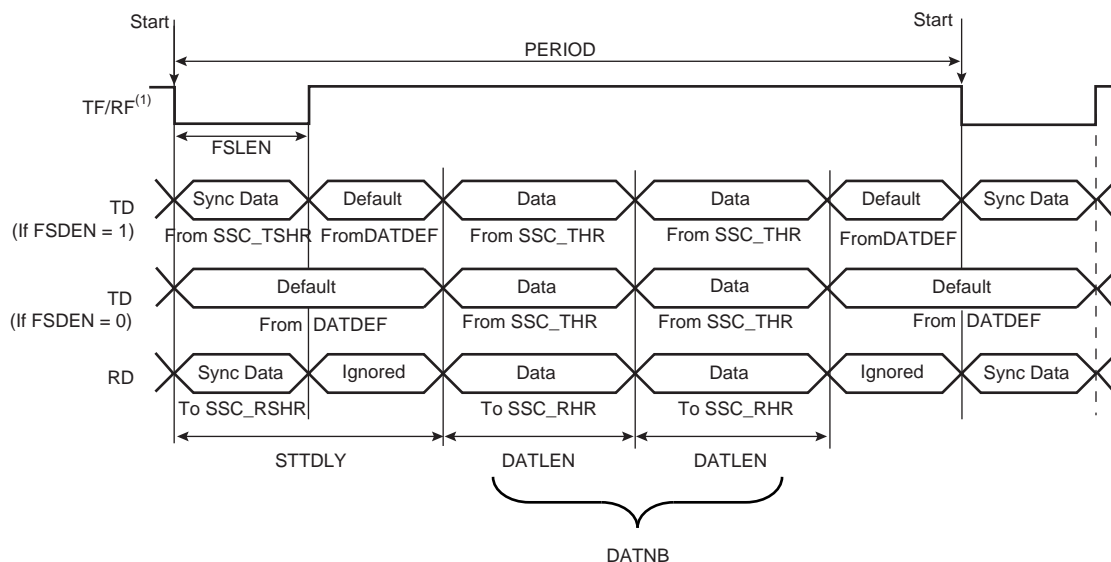 Start
Start
PERIOD
TF/RF(1)
FSLEN
TD
(If FSDEN = 1)
Sync Data
Default
Data
Data
Default
Sync Data
From SSC_TSHR
FromDATDEF
From SSC_THR
From SSC_THR
FromDATDEF
TD
(If FSDEN = 0)
Default
Data
Data
Default
From DATDEF
From SSC_THR
From SSC_THR
From DATDEF
RD
Sync Data
Ignored
Data
Data
Ignored
Sync Data
To SSC_RSHR
To SSC_RHR
To SSC_RHR
STTDLY
DATLEN
DATLEN
DATNB